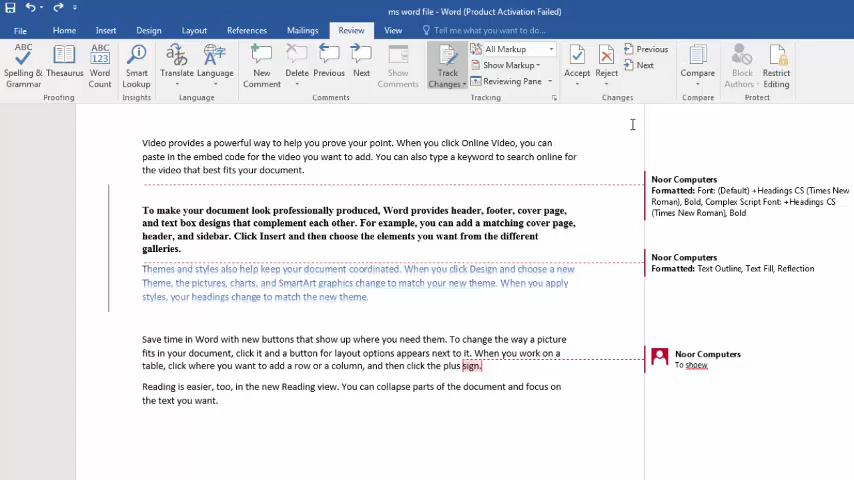 ms word file - Word (Product Activation Failed)
File Home Insert Design Layout References Mailings Review View Tell me what you want to do...
ABC
Spelling & Grammar
Thesaurus
ABC 123
Word Count
Proofing
Smart Lookup
Insights
Translate
Language
Language
New Comment
Delete
Previous
Next
Show Comments
Comments
Track Changes
All Markup
Show Markup
Reviewing Pane
Tracking
Accept
Reject
Previous
Next
Changes
Compare
Compare
Block Authors
Restrict Editing
Protect
Video provides a powerful way to help you prove your point. When you click Online Video, you can
paste in the embed code for the video you want to add. You can also type a keyword to search online for
the video that best fits your document.
To make your document look professionally produced, Word provides header, footer, cover page,
and text box designs that complement each other. For example, you can add a matching cover page,
header, and sidebar. Click Insert and then choose the elements you want from the different
galleries.
Themes and styles also help keep your document coordinated. When you click Design and choose a new
Theme, the pictures, charts, and SmartArt graphics change to match your new theme. When you apply
styles, your headings change to match the new theme.
Save time in Word with new buttons that show up where you need them. To change the way a picture
fits in your document, click it and a button for layout options appears next to it. When you work on a
table, click where you want to add a row or a column, and then click the plus sign.
Reading is easier, too, in the new Reading view. You can collapse parts of the document and focus on
the text you want.
Noor Computers
Formatted: Font: (Default) +Headings CS (Times New
Roman), Bold, Complex Script Font: +Headings CS
(Times New Roman), Bold
Noor Computers
Formatted: Text Outline, Text Fill, Reflection
Noor Computers
To shoew